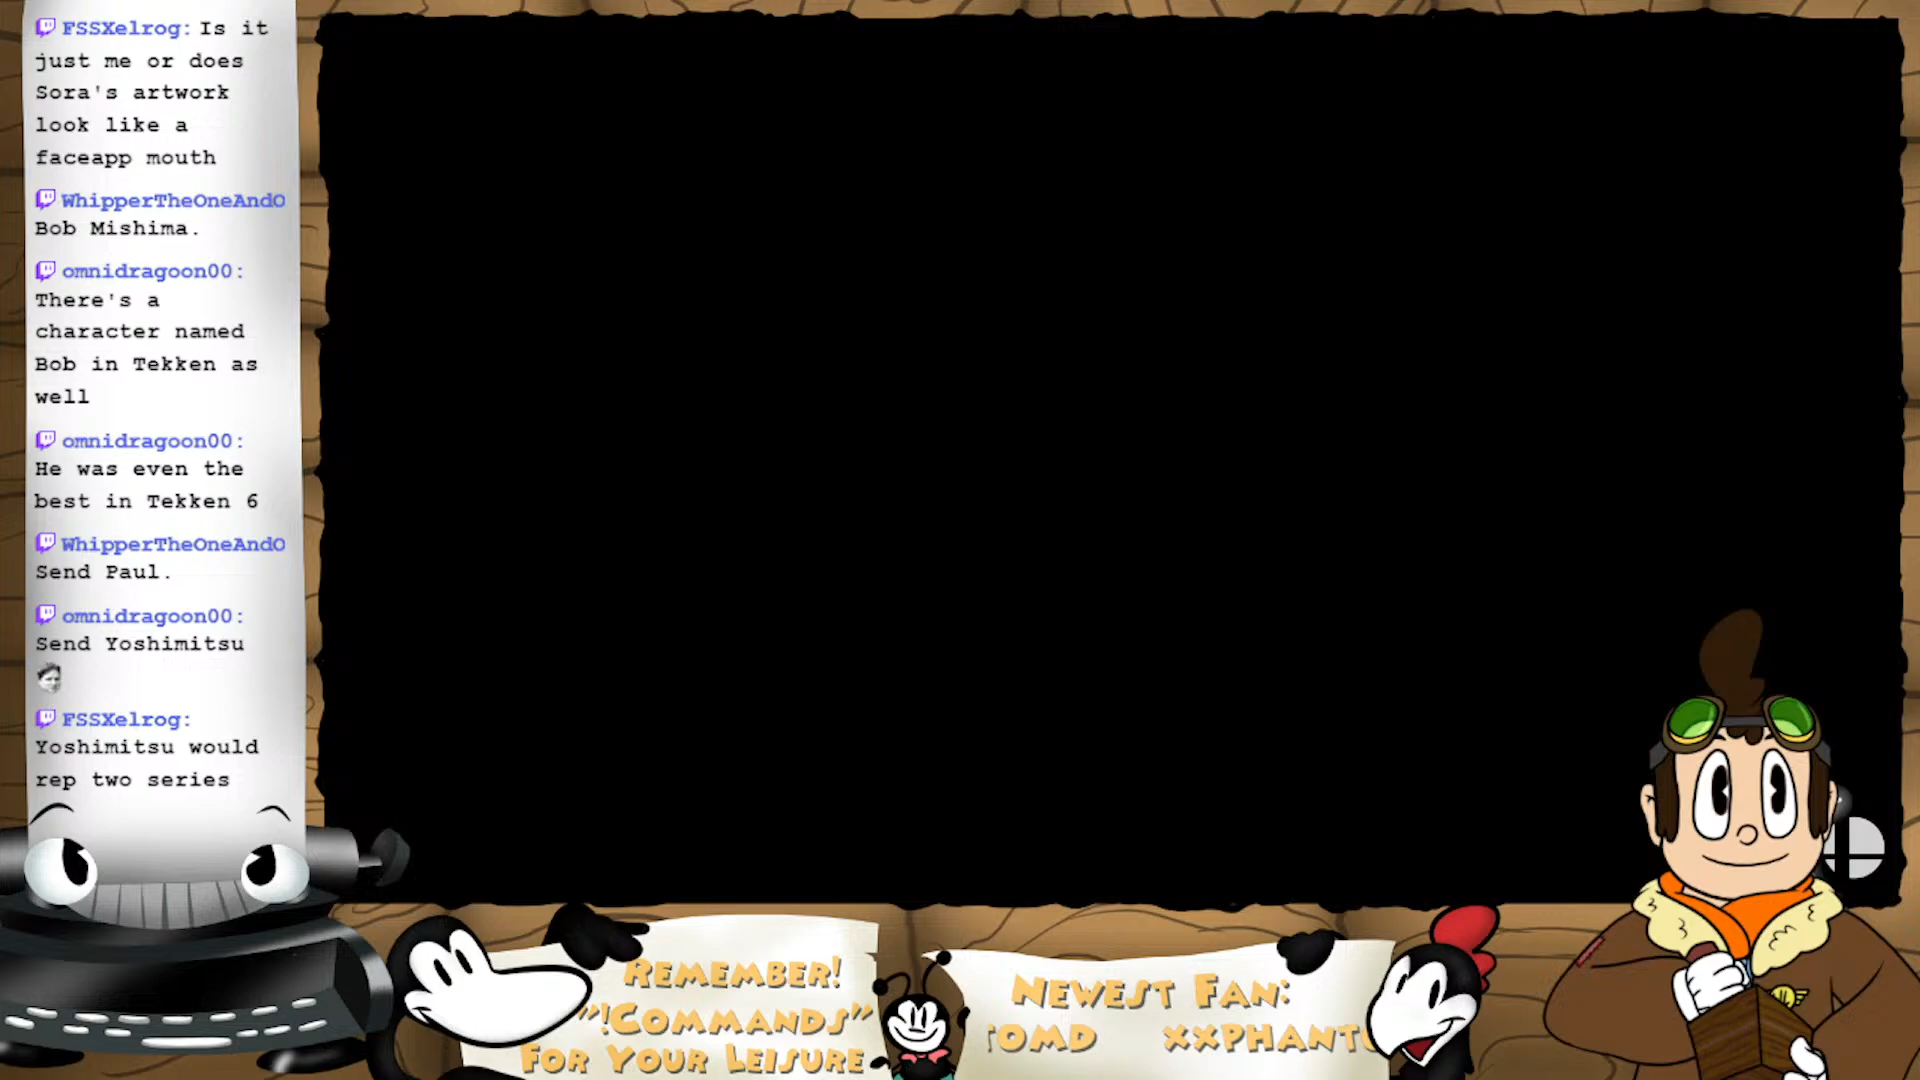 FSSXelrog: Is it
just me or does
Sora's artwork
look like a
faceapp mouth
WhipperTheOneAndO
Bob Mishima.
omnidragoon00:
There's a
character named
Bob in Tekken as
well
omnidragoon00:
He was even the
best in Tekken 6
WhipperTheOneAndO
Send Paul.
omnidragoon00:
Send Yoshimitsu
FSSXelrog:
Yoshimitsu would
rep two series
Remember!
"!Commands"
For Your Leisure
Newest Fan:
TOMD XXPHANTO